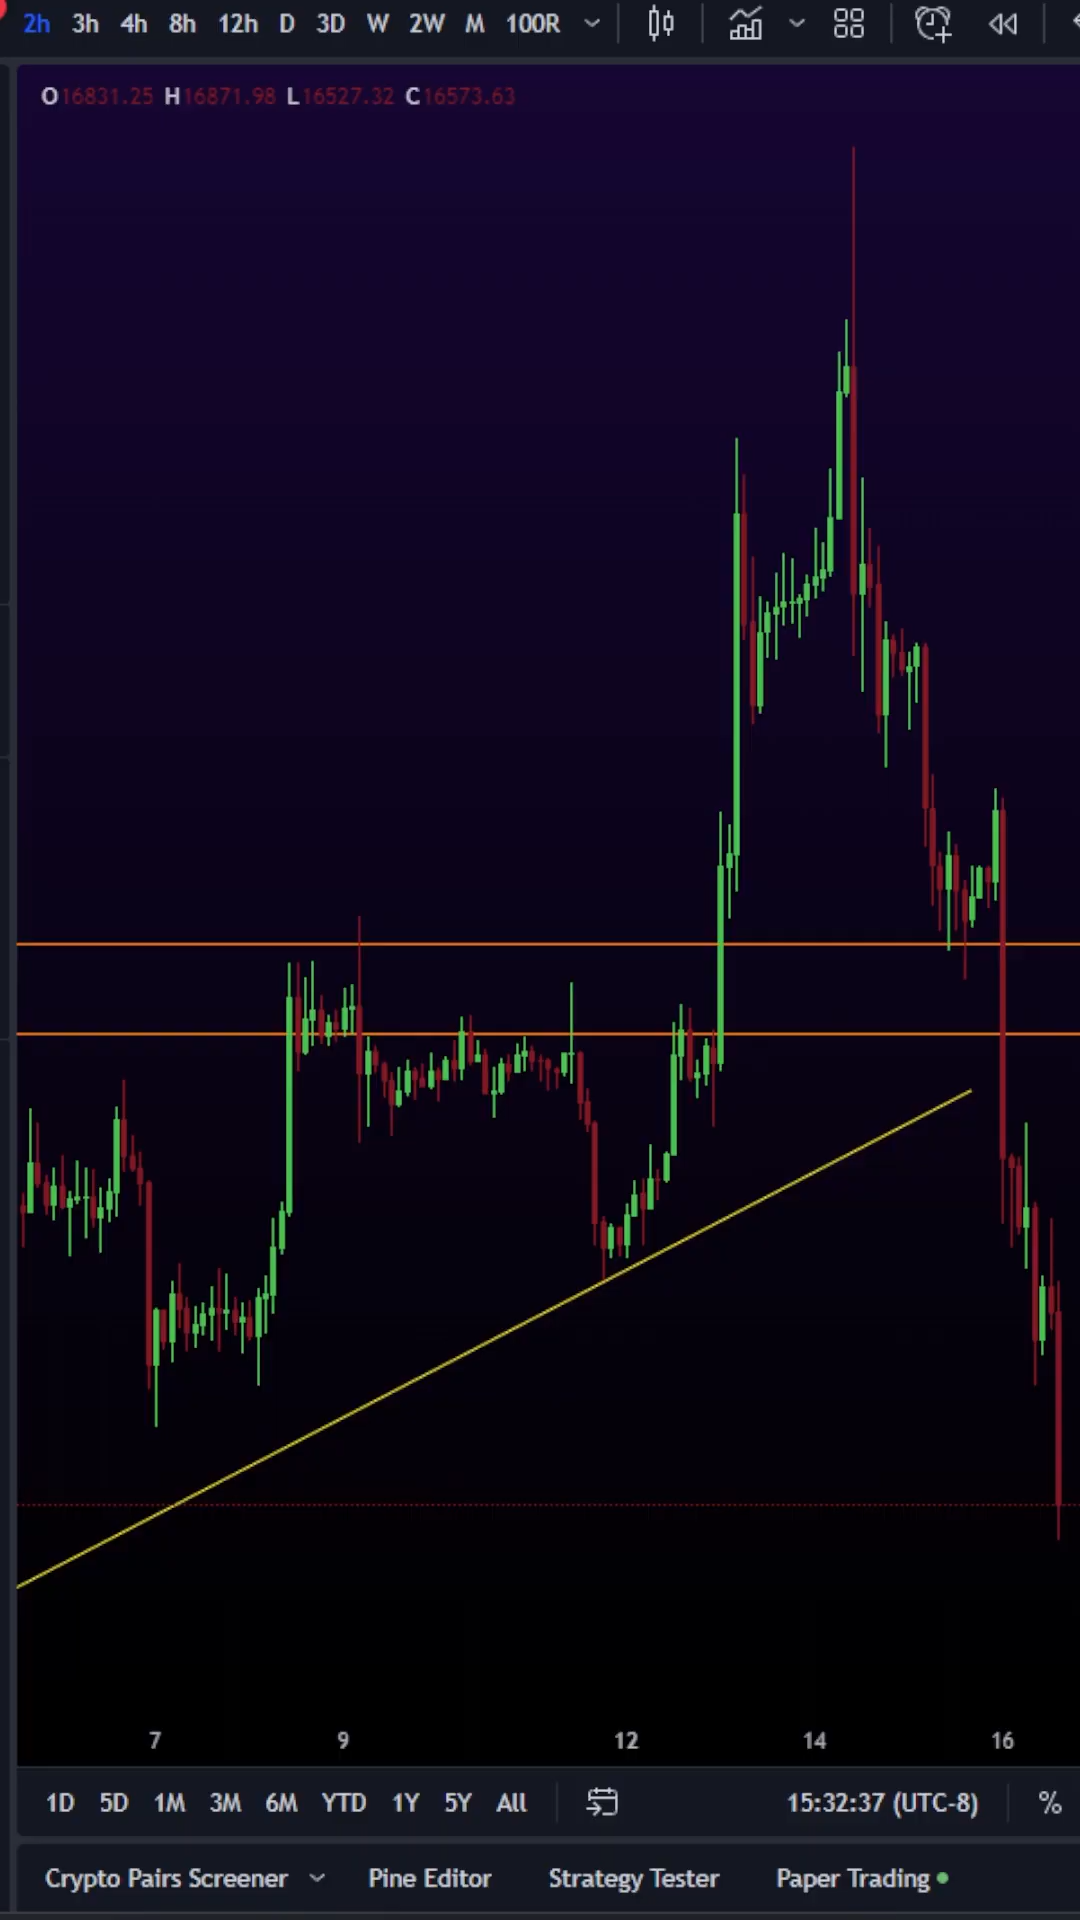 2h 3h 4h 8h 12h D 3D W 2W M 100R
O16831.25 H16871.98 L16527.32 C16573.63
7 9 12 14 16
1D 5D 1M 3M 6M YTD 1Y 5Y All 15:32:37 (UTC-8) %
Crypto Pairs Screener Pine Editor Strategy Tester Paper Trading